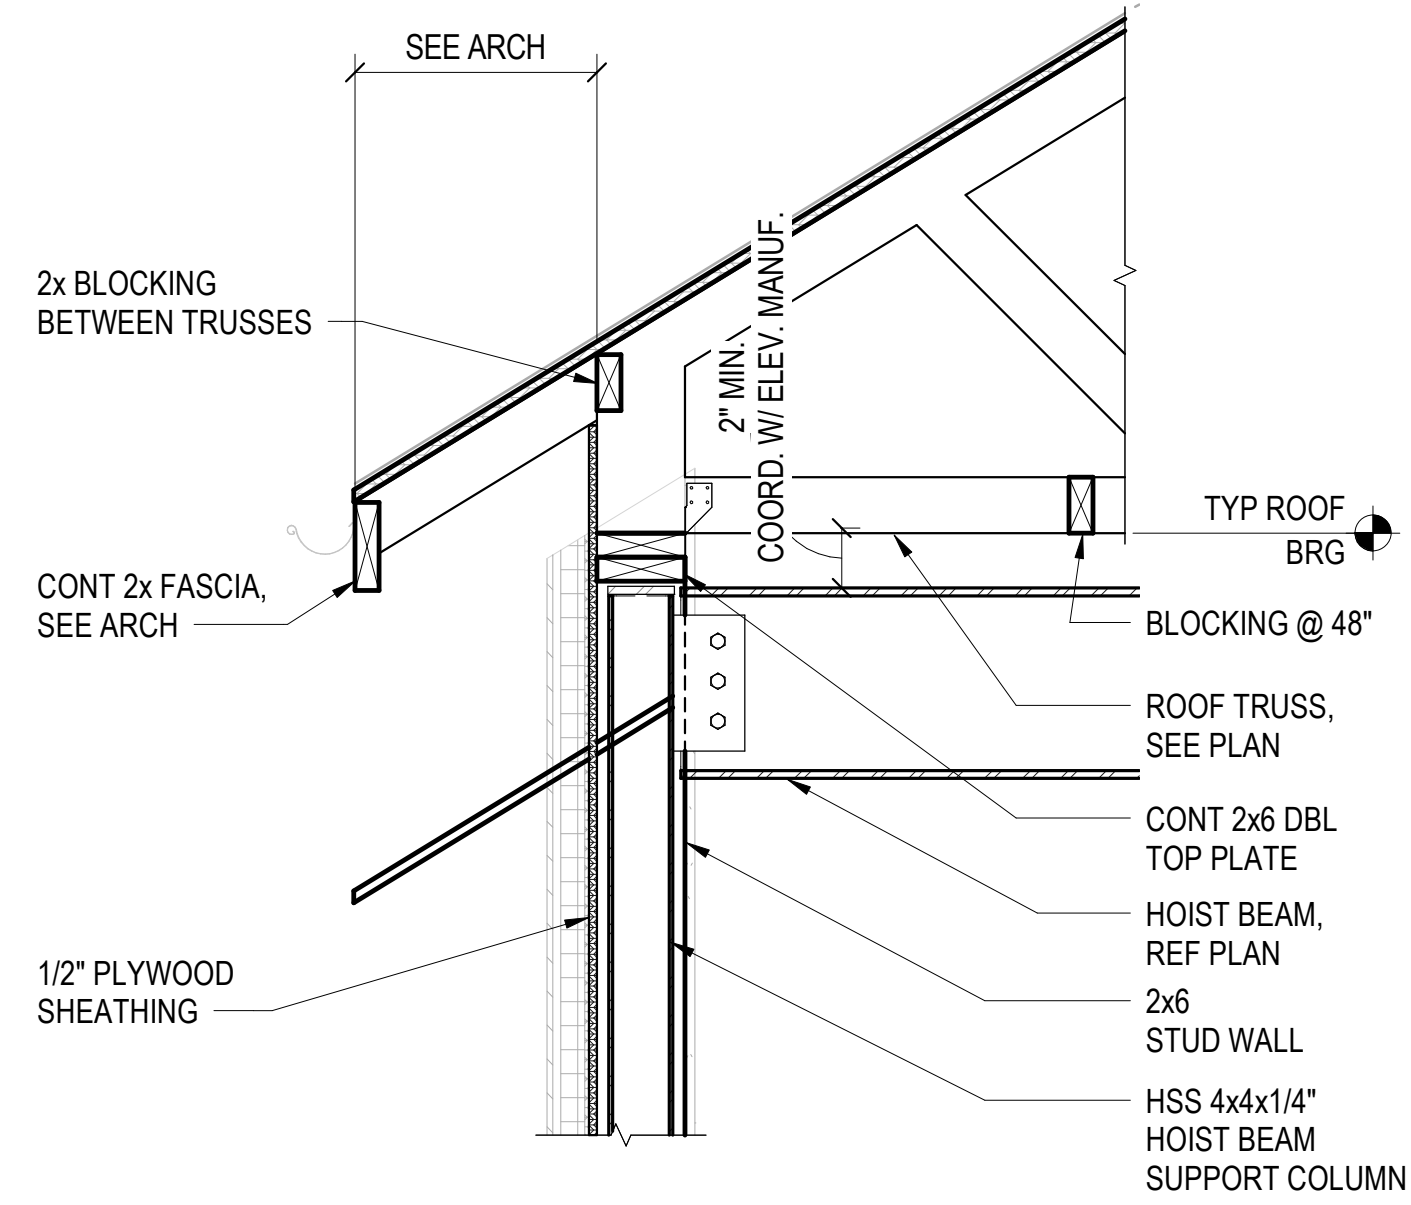 SEE ARCH
2x BLOCKING
BETWEEN TRUSSES
2" MIN.
COORD. W/ ELEV. MANUF.
TYP ROOF
BRG
CONT 2x FASCIA,
SEE ARCH
BLOCKING @ 48"
ROOF TRUSS,
SEE PLAN
CONT 2x6 DBL
TOP PLATE
HOIST BEAM,
REF PLAN
1/2" PLYWOOD
SHEATHING
2x6
STUD WALL
HSS 4x4x1/4"
HOIST BEAM
SUPPORT COLUMN